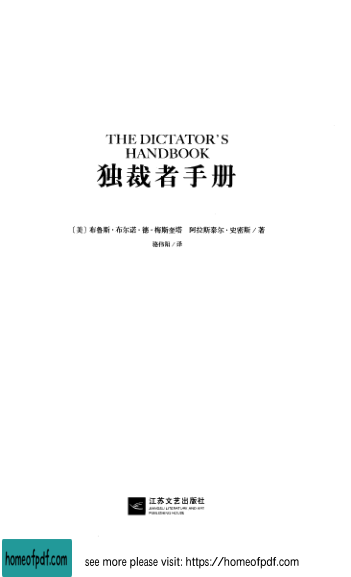 THE DICTATOR'S
HANDBOOK
独裁者手册
〔美〕布鲁斯·布尔诺·德·梅斯奎塔 阿拉斯泰尔·史密斯／著
骆伟阳／译
江苏文艺出版社
JIANGSU LITERATURE AND ART
PUBLISHING HOUSE
homeofpdf.com
see more please visit: https://homeofpdf.com